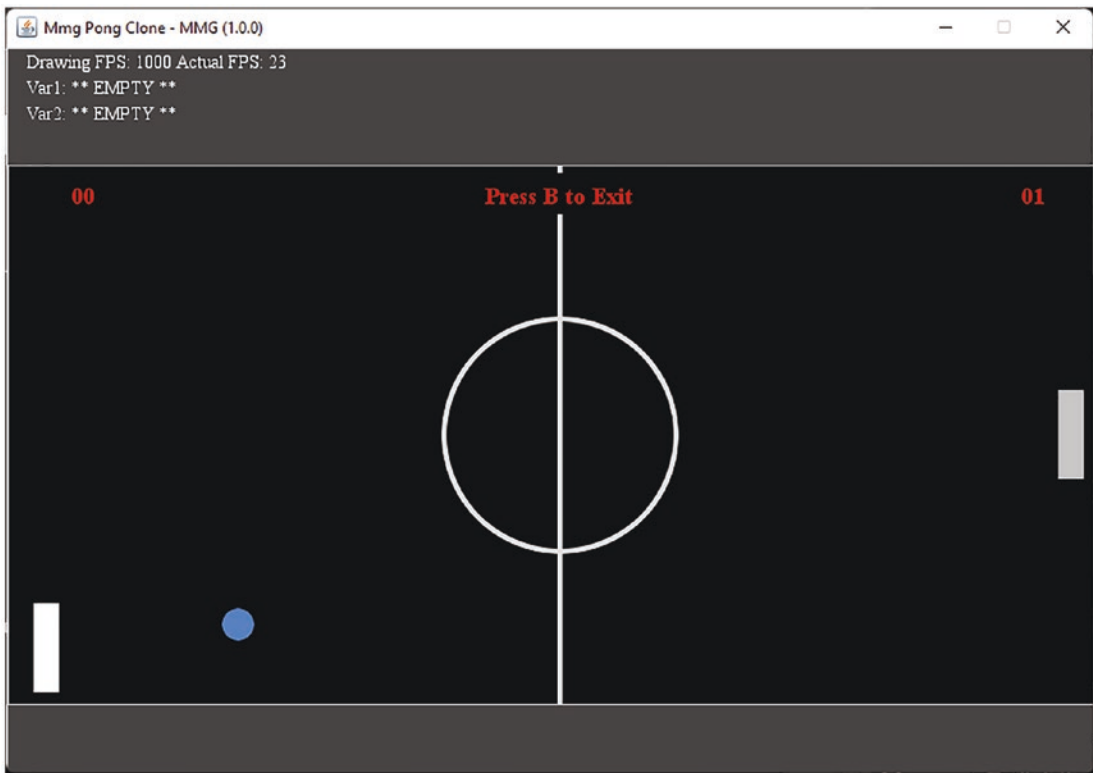 Mmg Pong Clone - MMG (1.0.0)
Drawing FPS: 1000 Actual FPS: 23
Var1: ** EMPTY **
Var2: ** EMPTY **
00 Press B to Exit 01